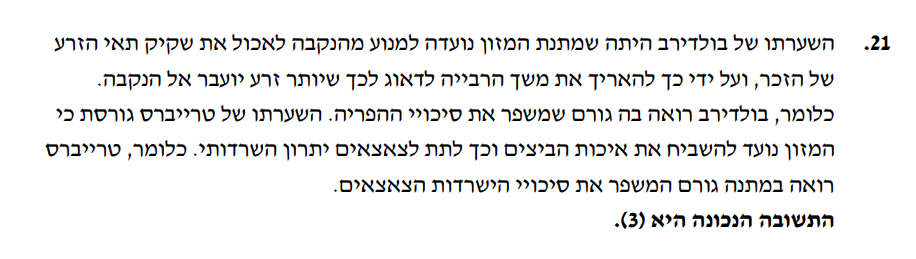 21. השערתו של בולדירב היתה שמתנת המזון נועדה למנוע מהנקבה לאכול את שקיק תאי הזרע
של הזכר, ועל ידי כך להאריך את משך הרבייה לדאוג לכך שיותר זרע יועבר אל הנקבה.
כלומר, בולדירב רואה בה גורם שמשפר את סיכויי ההפריה. השערתו של טרייברס גורסת כי
המזון נועד להשביח את איכות הביצים וכך לתת לצאצאים יתרון השרדותי. כלומר, טרייברס
רואה במתנה גורם המשפר את סיכויי הישרדות הצאצאים.
התשובה הנכונה היא (3).